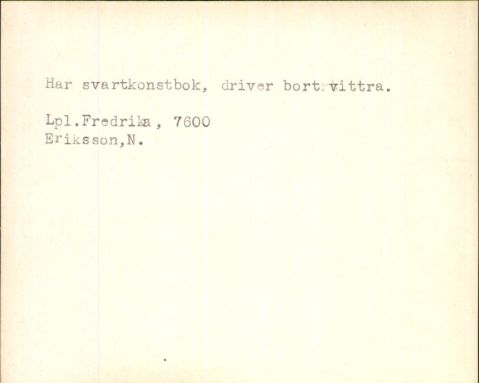 Har svartkonstbok, driver bort vittra.
Lpl.Fredrika, 7600
Eriksson,N.